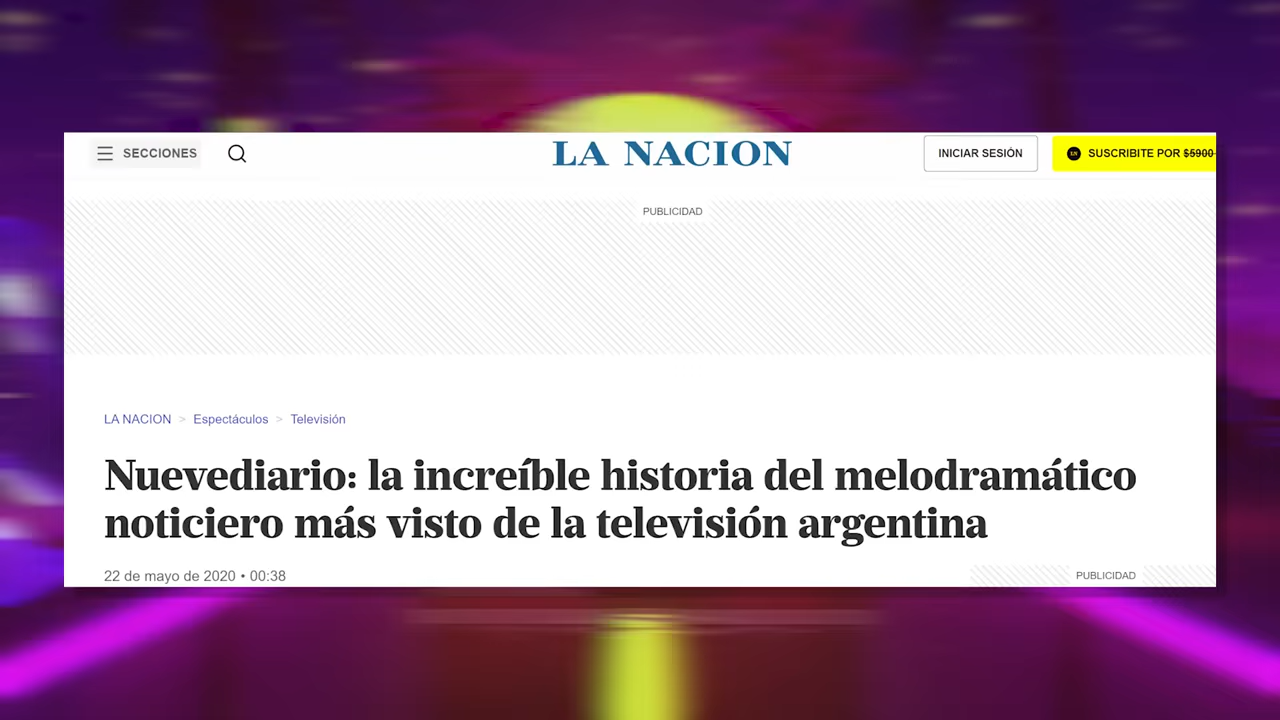 SECCIONES
LA NACION
INICIAR SESIÓN
SUSCRIBITE POR $5900
PUBLICIDAD
LA NACION > Espectáculos > Televisión
Nuevediario: la increíble historia del melodramático
noticiero más visto de la televisión argentina
22 de mayo de 2020 • 00:38
PUBLICIDAD